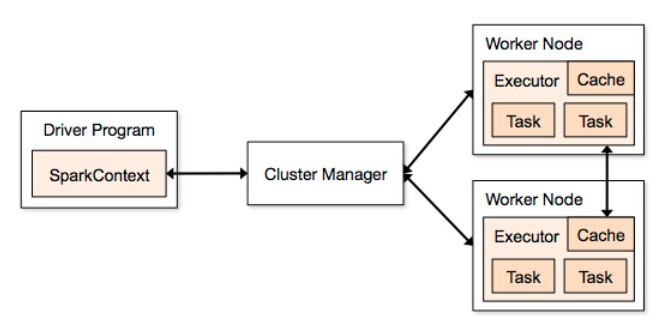 Driver Program
SparkContext
Cluster Manager
Worker Node
Executor
Cache
Task
Task
Worker Node
Executor
Cache
Task
Task